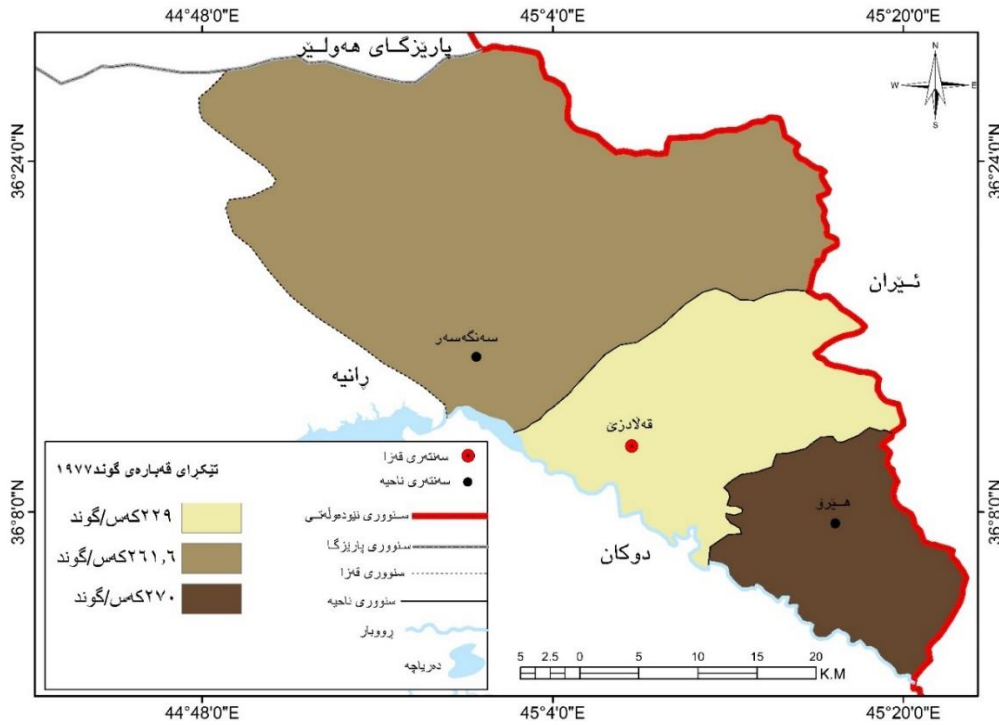 44°48'0"E
45°4'0"E
45°20'0"E
پارێزگای هەولێر
N
W
E
S
36°24'0"N
36°24'0"N
ئێران
سەنگەسەر
ڕانیە
قەڵادزێ
هێرۆ
دوکان
36°8'0"N
36°8'0"N
تێکڕای قەبارەی گوند١٩٧٧
٢٢٩کەس/گوند
٢٦١,٦کەس/گوند
٢٧٠کەس/گوند
سەنتەری قەزا
سەنتەری ناحیە
سنووری نێودەوڵەتی
سنووری پارێزگا
سنووری قەزا
سنووری ناحیە
ڕووبار
دەریاچە
5 2.5 0 5 10 15 20
K.M
44°48'0"E
45°4'0"E
45°20'0"E